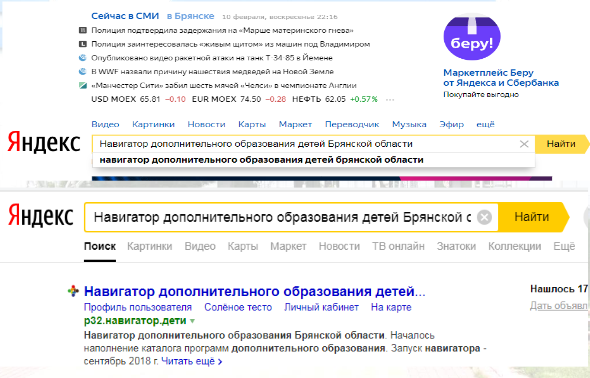 Сейчас в СМИ в Брянске 10 февраля, воскресенье 22:16
Полиция подтвердила задержания на «Марше материнского гнева»
Полиция заинтересовалась «живым щитом» из машин под Владимиром
Опубликовано видео ракетной атаки на танк Т-34-85 в Йемене
В WWF назвали причину нашествия медведей на Новой Земле
«Манчестер Сити» забил шесть мячей «Челси» в чемпионате Англии
USD MOEX 65.81 −0.10 EUR MOEX 74.50 −0.28 НЕФТЬ 62.05 +0.57% ...
беру!
Маркетплейс Беру
от Яндекса и Сбербанка
Покупайте выгодно
Видео Картинки Новости Карты Маркет Переводчик Музыка Эфир ещё
Яндекс Навигатор дополнительного образования детей Брянской области Найти
навигатор дополнительного образования детей брянской области
Яндекс Навигатор дополнительного образования детей Брянской о Найти
Поиск Картинки Видео Карты Маркет Новости ТВ онлайн Знатоки Коллекции Ещё
Навигатор дополнительного образования детей...
Профиль пользователя Солёное тесто Личный кабинет На карте
р32.навигатор.дети
Навигатор дополнительного образования Брянской области. Началось
наполнение каталога программ дополнительного образования. Запуск навигатора -
сентябрь 2018 г. Читать ещё >
Нашлось 17
Дать объявл